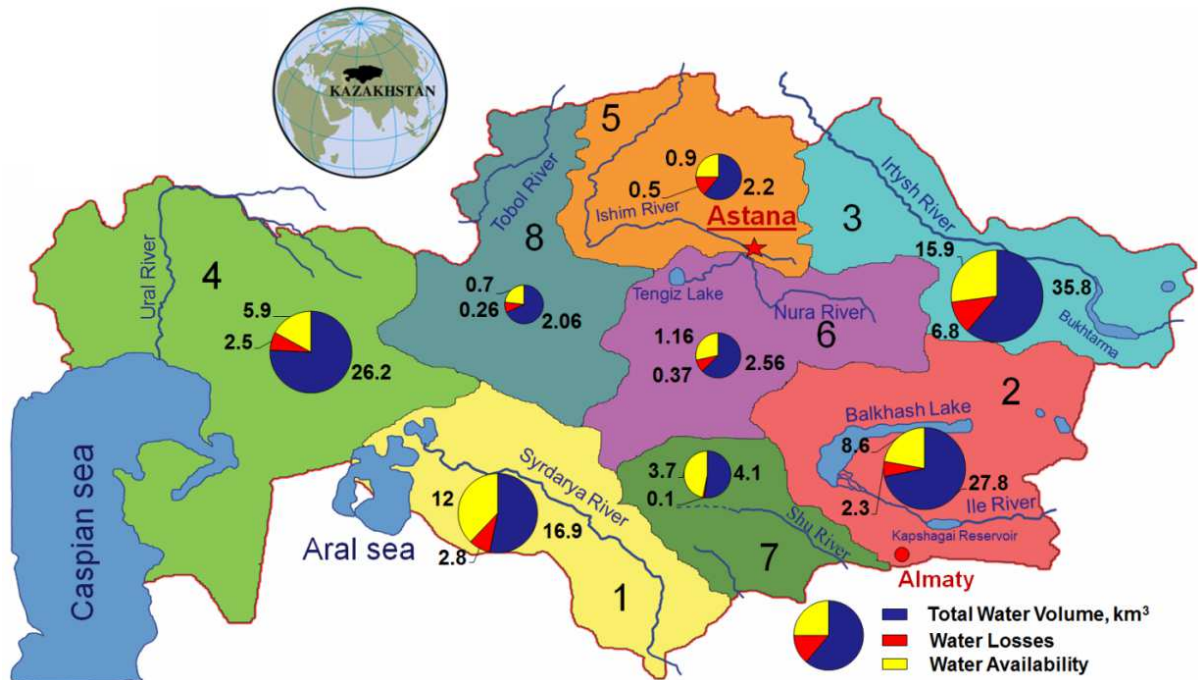 KAZAKHSTAN
5
0.9
0.5
2.2
Ishim River
Astana
Tobol River
8
0.7
0.26
2.06
Irtysh River
3
15.9
35.8
6.8
Bukhtarma
Ural River
4
5.9
2.5
26.2
Tengiz Lake
Nura River
6
1.16
0.37
2.56
2
Balkhash Lake
8.6
2.3
27.8
Ile River
Kapshagai Reservoir
Almaty
3.7
0.1
4.1
Shu River
7
Syrdarya River
12
16.9
2.8
1
Aral sea
Caspian sea
Total Water Volume, km³
Water Losses
Water Availability